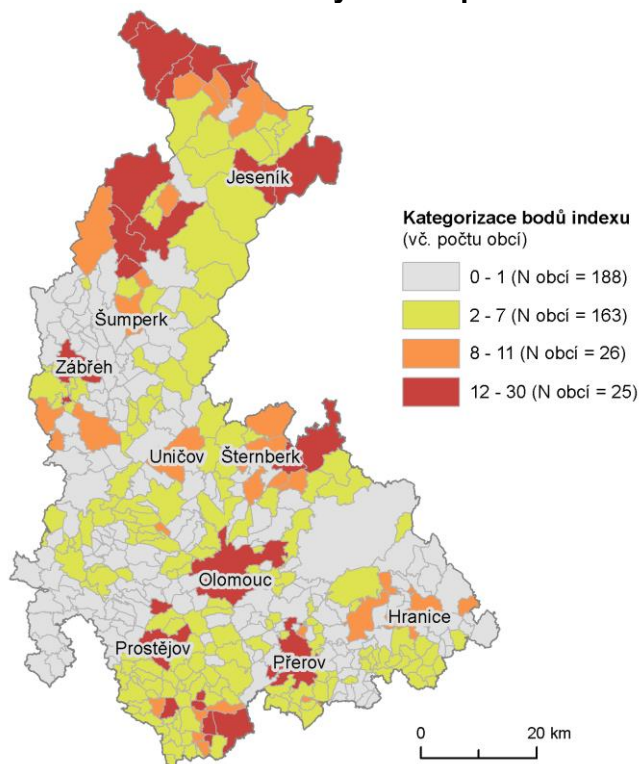 Jeseník
Kategorizace bodů indexu
(vč. počtu obcí)
0 - 1 (N obcí = 188)
2 - 7 (N obcí = 163)
8 - 11 (N obcí = 26)
12 - 30 (N obcí = 25)
Šumperk
Zábřeh
Uničov
Šternberk
Olomouc
Hranice
Prostějov
Přerov
0
20 km